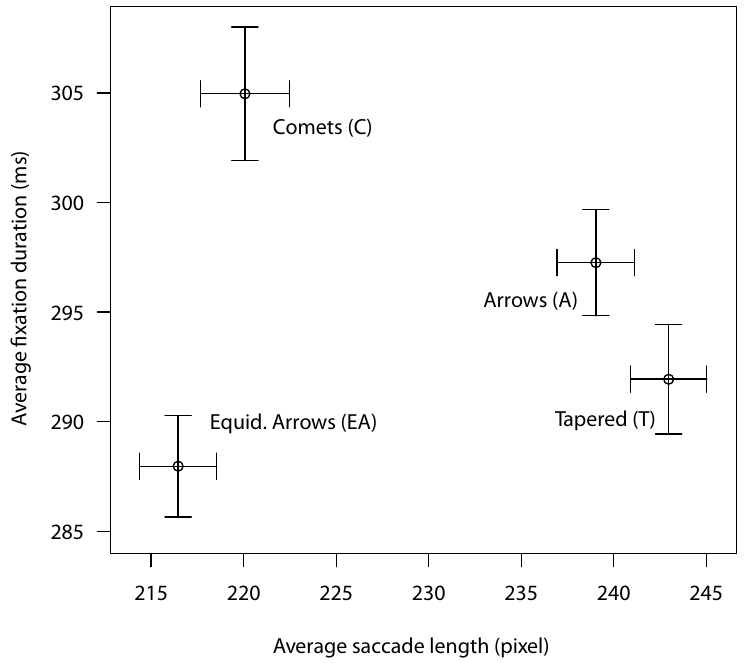 305
300
295
290
285
Average fixation duration (ms)
Comets (C)
Arrows (A)
Tapered (T)
Equid. Arrows (EA)
215
220
225
230
235
240
245
Average saccade length (pixel)